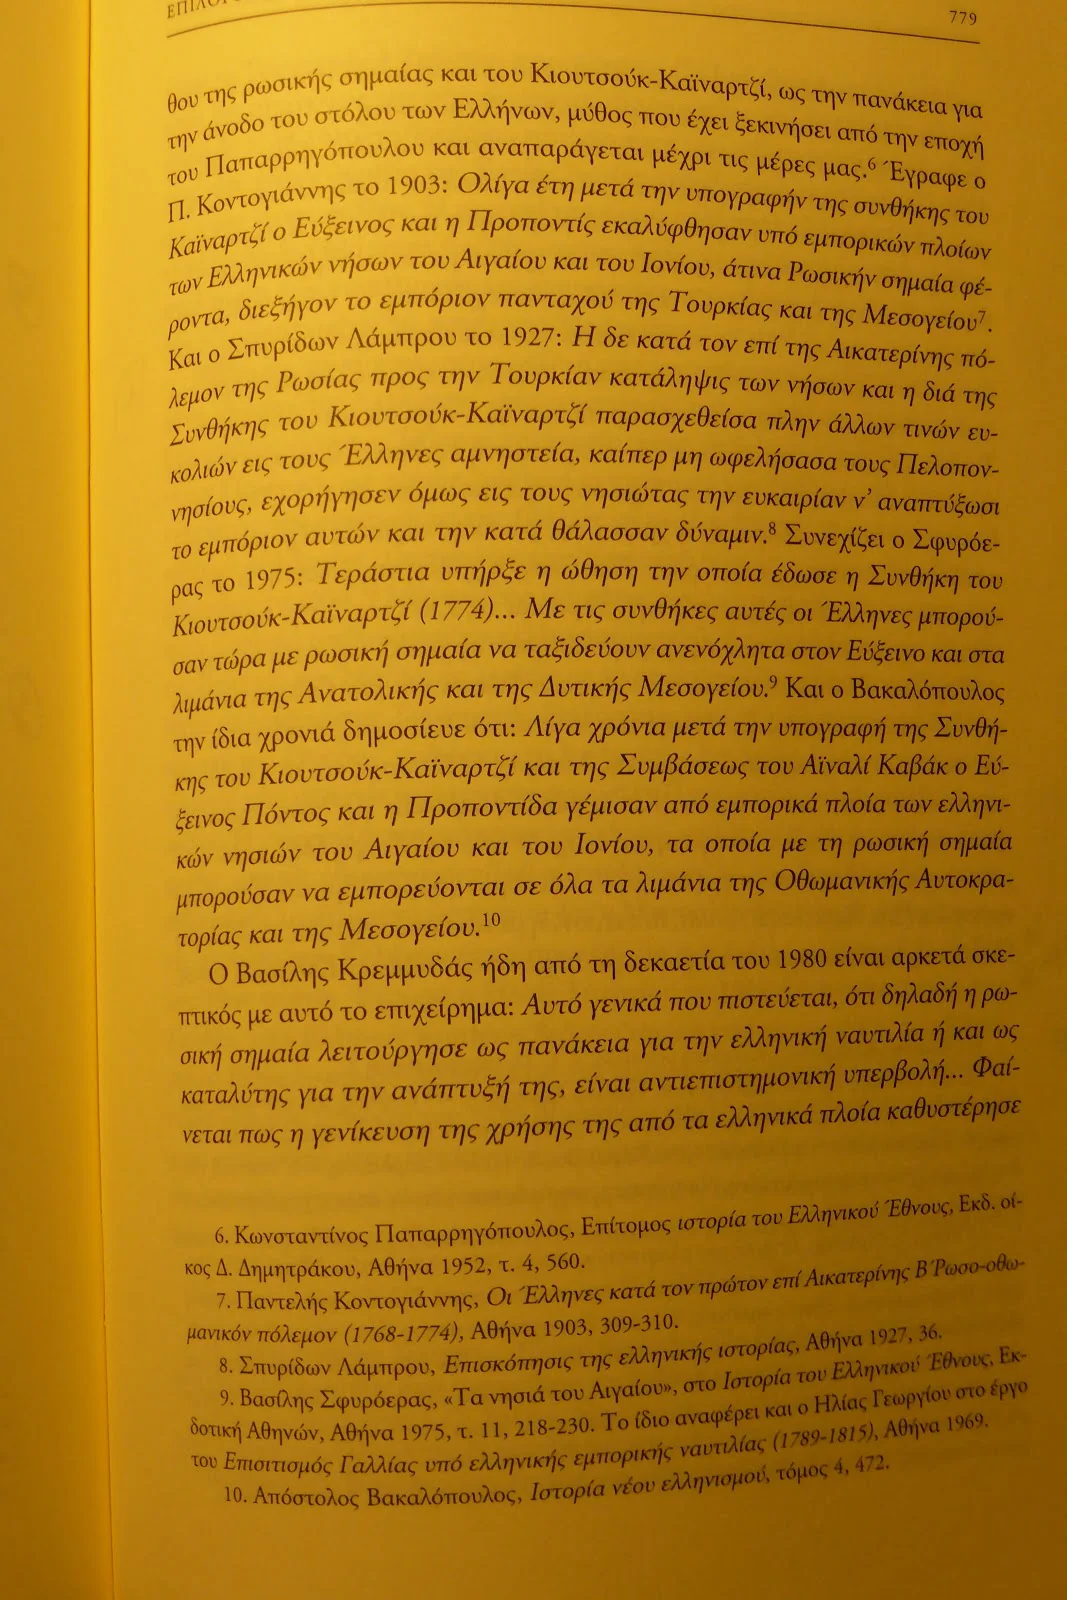 779
θου της ρωσικής σημαίας και του Κιουτσούκ-Καϊναρτζί, ως την πανάκεια για
την άνοδο του στόλου των Ελλήνων, μύθος που έχει ξεκινήσει από την εποχή
του Παπαρρηγόπουλου και αναπαράγεται μέχρι τις μέρες μας.6 Έγραφε ο
Π. Κοντογιάννης το 1903: Ολίγα έτη μετά την υπογραφήν της συνθήκης του
Καϊναρτζί ο Εύξεινος και η Προποντίς εκαλύφθησαν υπό εμπορικών πλοίων
των Ελληνικών νήσων του Αιγαίου και του Ιονίου, άτινα Ρωσικήν σημαία φέ-
ροντα, διεξήγον το εμπόριον πανταχού της Τουρκίας και της Μεσογείου7.
Και ο Σπυρίδων Λάμπρου το 1927: Η δε κατά τον επί της Αικατερίνης πό-
λεμον της Ρωσίας προς την Τουρκίαν κατάληψις των νήσων και η διά της
Συνθήκης του Κιουτσούκ-Καϊναρτζί παρασχεθείσα πλην άλλων τινών ευ-
κολιών εις τους Έλληνες αμνηστεία, καίπερ μη ωφελήσασα τους Πελοπον-
νησίους, εχορήγησεν όμως εις τους νησιώτας την ευκαιρίαν ν' αναπτύξωσι
το εμπόριον αυτών και την κατά θάλασσαν δύναμιν.8 Συνεχίζει ο Σφυρόε-
ρας το 1975: Τεράστια υπήρξε η ώθηση την οποία έδωσε η Συνθήκη του
Κιουτσούκ-Καϊναρτζί (1774)... Με τις συνθήκες αυτές οι Έλληνες μπορού-
σαν τώρα με ρωσική σημαία να ταξιδεύουν ανενόχλητα στον Εύξεινο και στα
λιμάνια της Ανατολικής και της Δυτικής Μεσογείου.9 Και ο Βακαλόπουλος
την ίδια χρονιά δημοσίευε ότι: Λίγα χρόνια μετά την υπογραφή της Συνθή-
κης του Κιουτσούκ-Καϊναρτζί και της Συμβάσεως του Αϊναλί Καβάκ ο Εύ-
ξεινος Πόντος και η Προποντίδα γέμισαν από εμπορικά πλοία των ελληνι-
κών νησιών του Αιγαίου και του Ιονίου, τα οποία με τη ρωσική σημαία
μπορούσαν να εμπορεύονται σε όλα τα λιμάνια της Οθωμανικής Αυτοκρα-
τορίας και της Μεσογείου.10
Ο Βασίλης Κρεμμυδάς ήδη από τη δεκαετία του 1980 είναι αρκετά σκε-
πτικός με αυτό το επιχείρημα: Αυτό γενικά που πιστεύεται, ότι δηλαδή η ρω-
σική σημαία λειτούργησε ως πανάκεια για την ελληνική ναυτιλία ή και ως
καταλύτης για την ανάπτυξή της, είναι αντιεπιστημονική υπερβολή... Φαί-
νεται πως η γενίκευση της χρήσης της από τα ελληνικά πλοία καθυστέρησε
6. Κωνσταντίνος Παπαρρηγόπουλος, Επίτομος ιστορία του Ελληνικού Έθνους, Εκδ. οί-
κος Δ. Δημητράκου, Αθήνα 1952, τ. 4, 560.
7. Παντελής Κοντογιάννης, Οι Έλληνες κατά τον πρώτον επί Αικατερίνης Β΄ Ρωσο-οθω-
μανικόν πόλεμον (1768-1774), Αθήνα 1903, 309-310.
8. Σπυρίδων Λάμπρου, Επισκόπησις της ελληνικής ιστορίας, Αθήνα 1927, 36.
9. Βασίλης Σφυρόερας, «Τα νησιά του Αιγαίου», στο Ιστορία του Ελληνικού Έθνους, Εκ-
δοτική Αθηνών, Αθήνα 1975, τ. 11, 218-230. Το ίδιο αναφέρει και ο Ηλίας Γεωργίου στο έργο
του Επισιτισμός Γαλλίας υπό ελληνικής εμπορικής ναυτιλίας (1789-1815), Αθήνα 1969.
10. Απόστολος Βακαλόπουλος, Ιστορία νέου ελληνισμού, τόμος 4, 472.